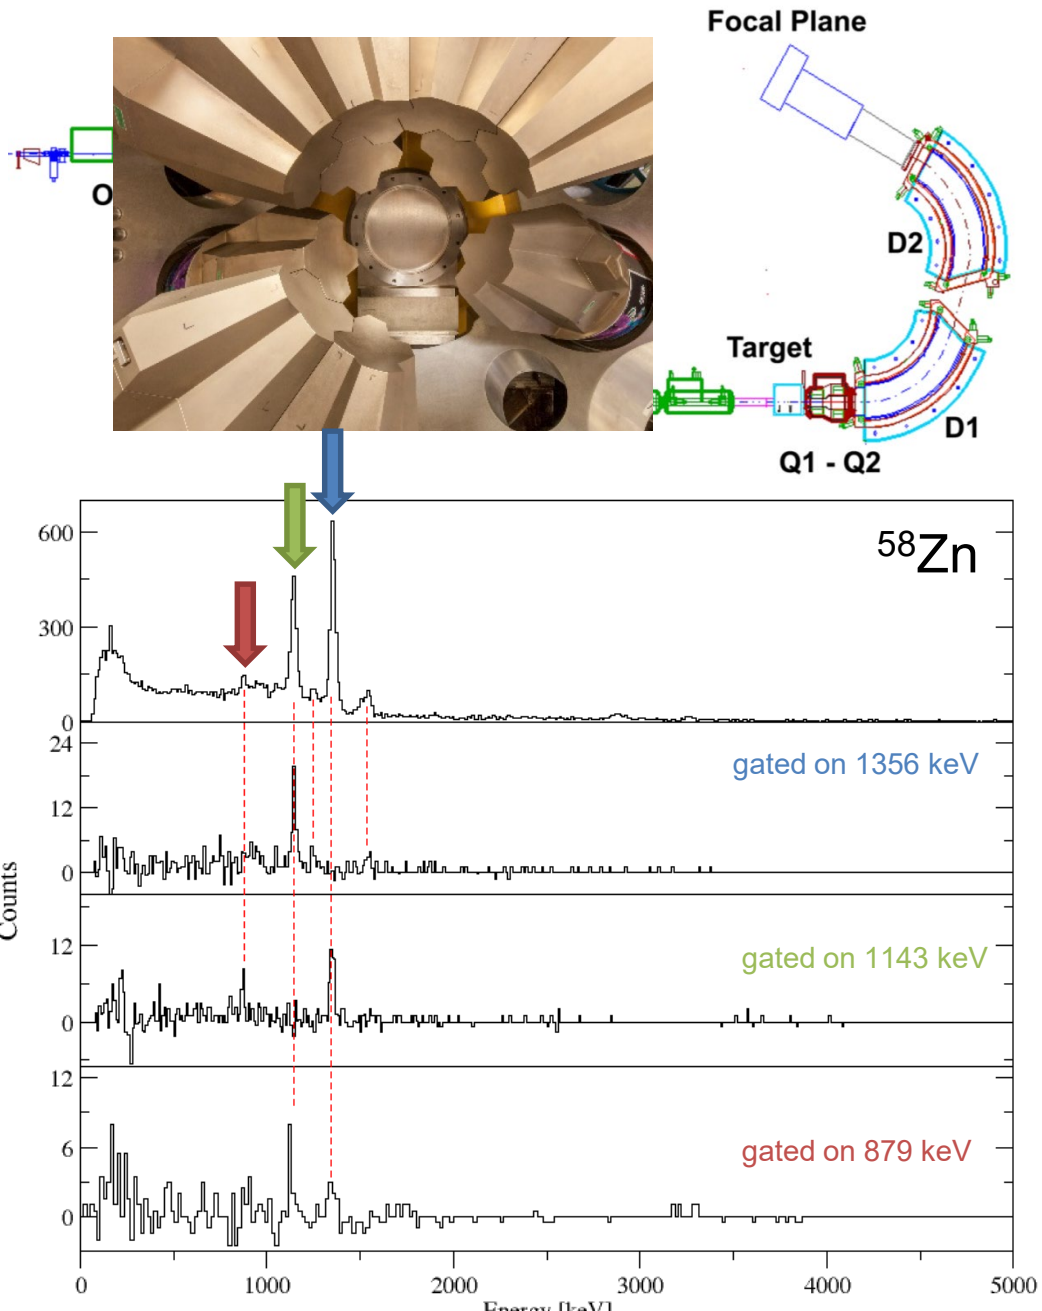 Focal Plane
O
D2
Target
D1
Q1 - Q2
58Zn
600
300
0
gated on 1356 keV
24
12
0
Counts
gated on 1143 keV
12
0
12
gated on 879 keV
6
0
0 1000 2000 3000 4000 5000
Energy [keV]